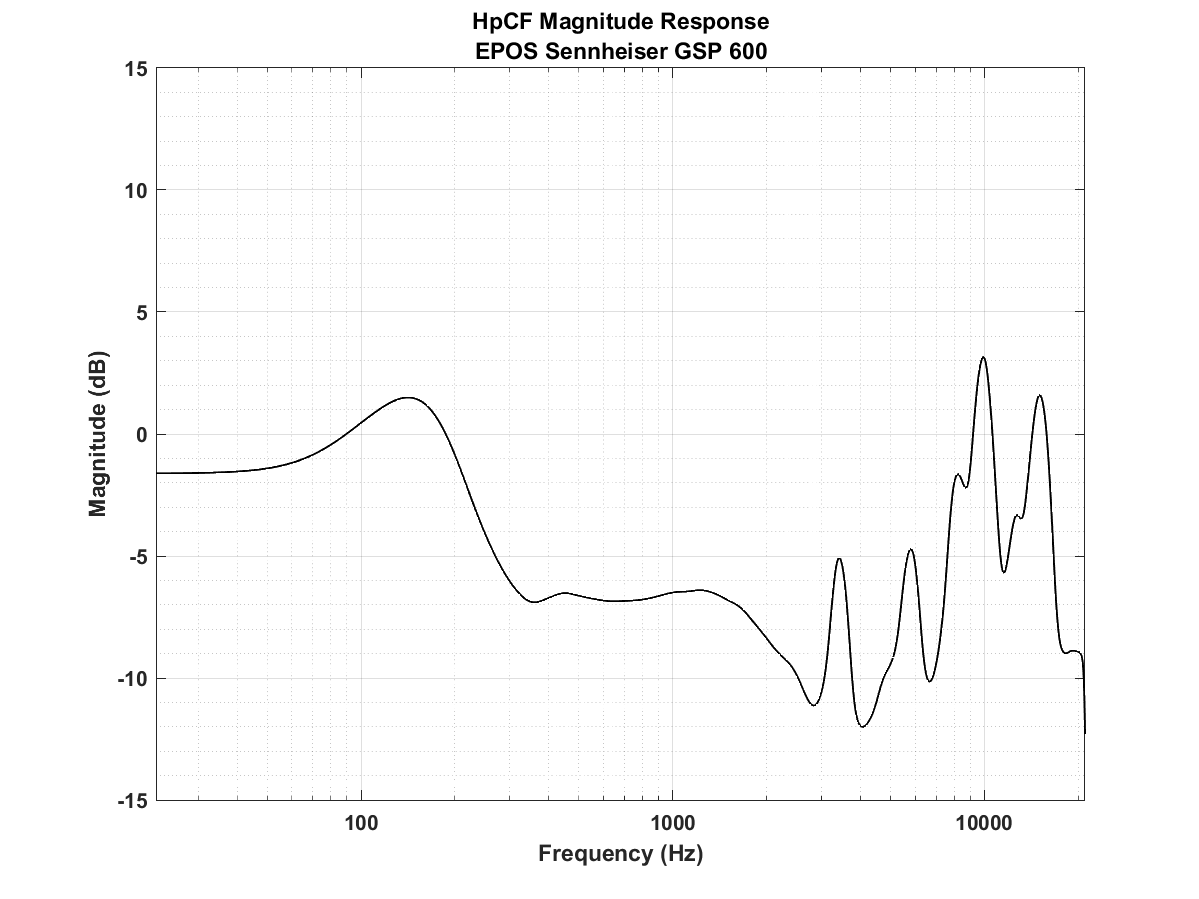 HpCF Magnitude Response
EPOS Sennheiser GSP 600
15
10
5
0
-5
-10
-15
Magnitude (dB)
100
1000
10000
Frequency (Hz)